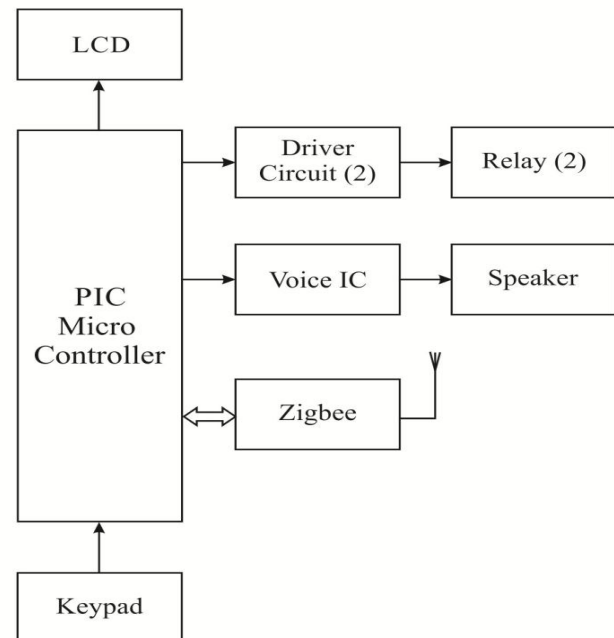 LCD
Driver
Circuit (2)
Relay (2)
Voice IC
Speaker
PIC
Micro
Controller
Zigbee
Keypad